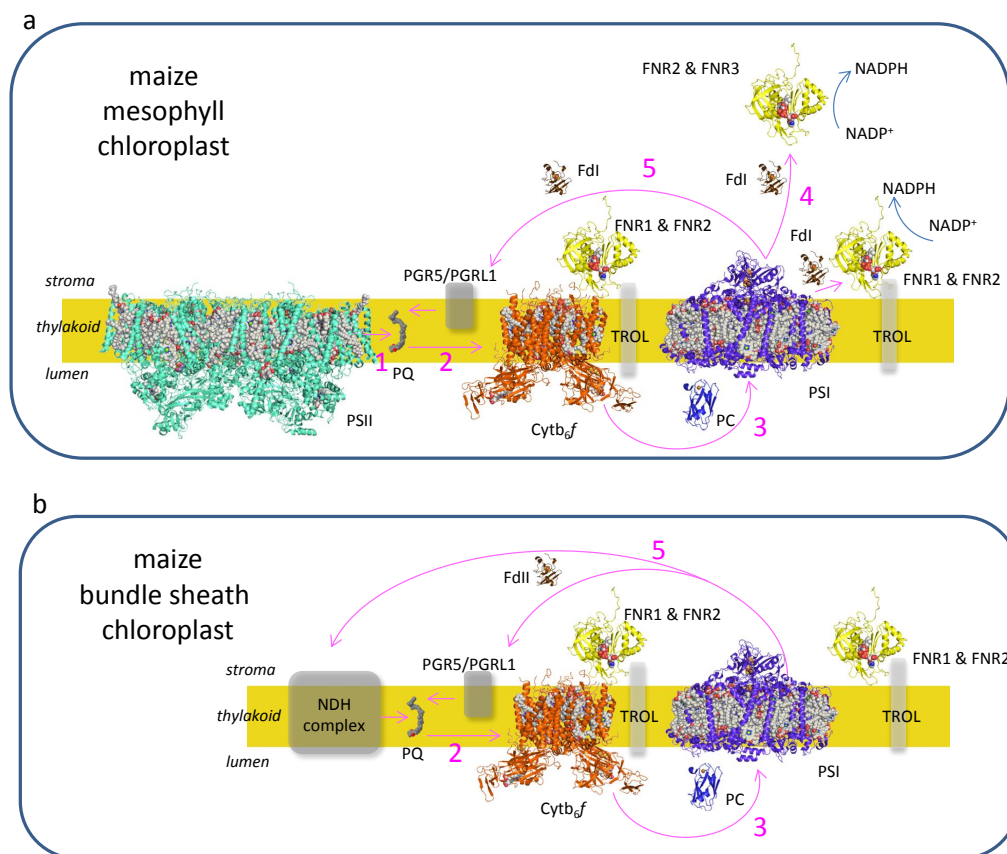 a
maize
mesophyll
chloroplast
FNR2 & FNR3
NADPH
NADP⁺
FdI
5
FdI
4
NADPH
FNR1 & FNR2
FdI
NADP⁺
PGR5/PGRL1
FNR1 & FNR2
stroma
thylakoid
TROL
TROL
lumen
1
PQ
2
PSII
Cytb₆f
PC
3
PSI
b
maize
bundle sheath
chloroplast
5
FdII
FNR1 & FNR2
FNR1 & FNR2
PGR5/PGRL1
stroma
NDH
complex
thylakoid
TROL
TROL
lumen
PQ
2
PSI
Cytb₆f
PC
3